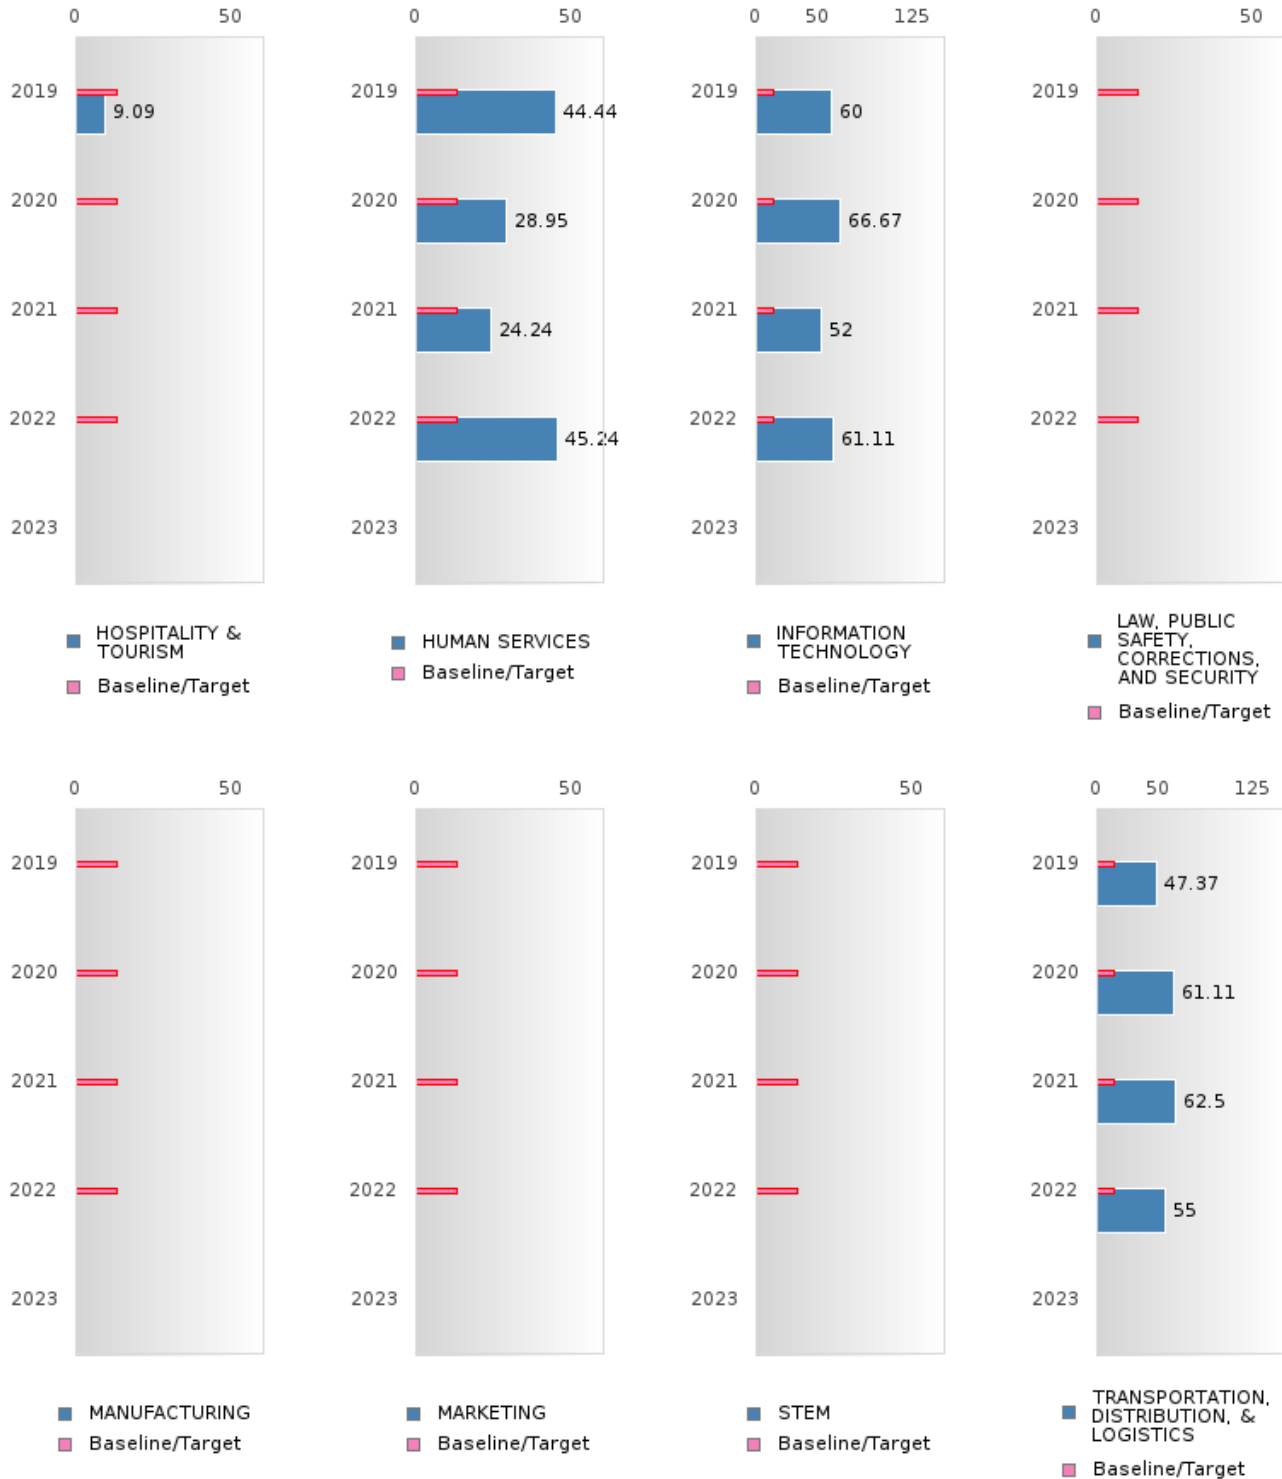 0 50
0 50
0 50 125
0 50
2019 9.09
2020
2021
2022
2023
2019 44.44
2020 28.95
2021 24.24
2022 45.24
2023
2019 60
2020 66.67
2021 52
2022 61.11
2023
2019
2020
2021
2022
2023
HOSPITALITY &
TOURISM
Baseline/Target
HUMAN SERVICES
Baseline/Target
INFORMATION
TECHNOLOGY
Baseline/Target
LAW, PUBLIC
SAFETY,
CORRECTIONS,
AND SECURITY
Baseline/Target
0 50
0 50
0 50
0 50 125
2019
2020
2021
2022
2023
2019
2020
2021
2022
2023
2019
2020
2021
2022
2023
2019 47.37
2020 61.11
2021 62.5
2022 55
2023
MANUFACTURING
Baseline/Target
MARKETING
Baseline/Target
STEM
Baseline/Target
TRANSPORTATION,
DISTRIBUTION, &
LOGISTICS
Baseline/Target